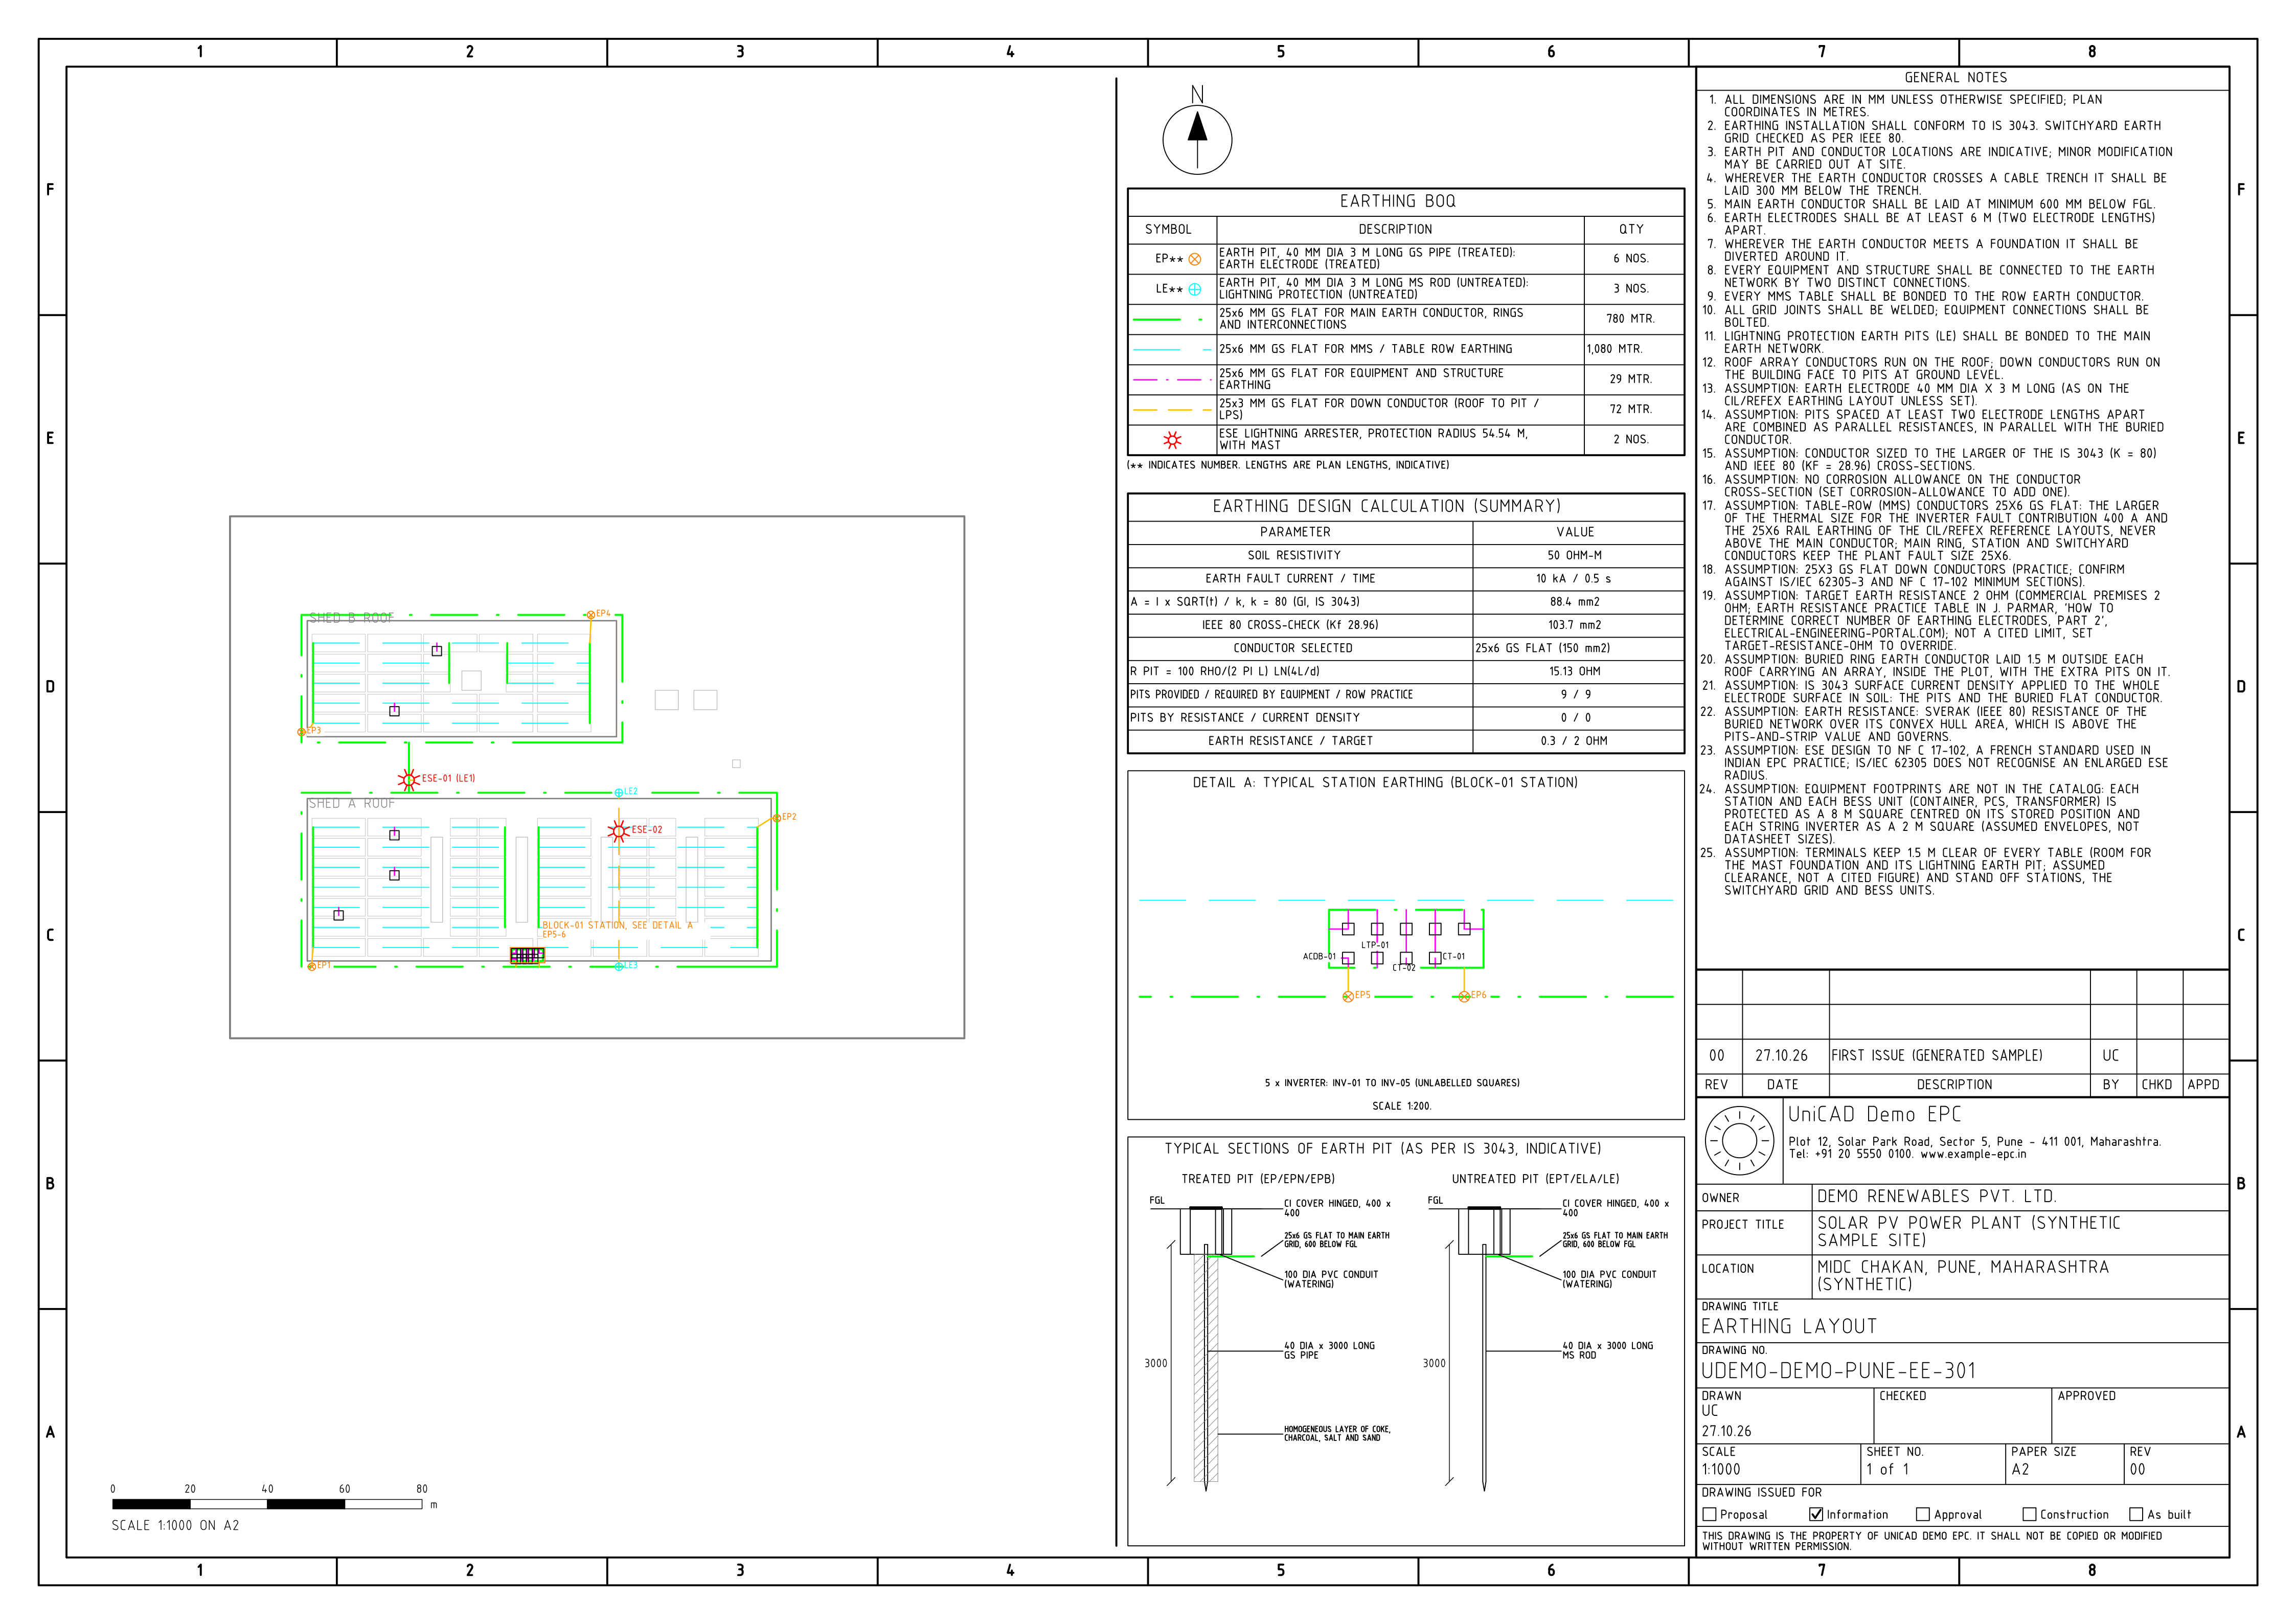 1 2 3 4 5 6 7 8
F
E
D
C
B
A
SHED B ROOF
EP4
EP3
ESE-01 (LE1)
LE2
SHED A ROOF
EP2
ESE-02
BLOCK-01 STATION, SEE DETAIL A
EP5-6
EP1
LE3
0 20 40 60 80
m
SCALE 1:1000 ON A2
N
EARTHING BOQ
SYMBOL DESCRIPTION QTY
EP** EARTH PIT, 40 MM DIA 3 M LONG GS PIPE (TREATED): 6 NOS.
EARTH ELECTRODE (TREATED)
LE** EARTH PIT, 40 MM DIA 3 M LONG MS ROD (UNTREATED): 3 NOS.
LIGHTNING PROTECTION (UNTREATED)
25x6 MM GS FLAT FOR MAIN EARTH CONDUCTOR, RINGS 780 MTR.
AND INTERCONNECTIONS
25x6 MM GS FLAT FOR MMS / TABLE ROW EARTHING 1,080 MTR.
25x6 MM GS FLAT FOR EQUIPMENT AND STRUCTURE 29 MTR.
EARTHING
25x3 MM GS FLAT FOR DOWN CONDUCTOR (ROOF TO PIT / 72 MTR.
LPS)
ESE LIGHTNING ARRESTER, PROTECTION RADIUS 54.54 M, 2 NOS.
WITH MAST
(** INDICATES NUMBER. LENGTHS ARE PLAN LENGTHS, INDICATIVE)
EARTHING DESIGN CALCULATION (SUMMARY)
PARAMETER VALUE
SOIL RESISTIVITY 50 OHM-M
EARTH FAULT CURRENT / TIME 10 kA / 0.5 s
A = I x SQRT(t) / k, k = 80 (GI, IS 3043) 88.4 mm2
IEEE 80 CROSS-CHECK (Kf 28.96) 103.7 mm2
CONDUCTOR SELECTED 25x6 GS FLAT (150 mm2)
R PIT = 100 RHO/(2 PI L) LN(4L/d) 15.13 OHM
PITS PROVIDED / REQUIRED BY EQUIPMENT / ROW PRACTICE 9 / 9
PITS BY RESISTANCE / CURRENT DENSITY 0 / 0
EARTH RESISTANCE / TARGET 0.3 / 2 OHM
DETAIL A: TYPICAL STATION EARTHING (BLOCK-01 STATION)
LTP-01
ACDB-01
CT-02
CT-01
EP5
EP6
5 x INVERTER: INV-01 TO INV-05 (UNLABELLED SQUARES)
SCALE 1:200.
TYPICAL SECTIONS OF EARTH PIT (AS PER IS 3043, INDICATIVE)
TREATED PIT (EP/EPN/EPB)
FGL
CI COVER HINGED, 400 x
400
25x6 GS FLAT TO MAIN EARTH
GRID, 600 BELOW FGL
100 DIA PVC CONDUIT
(WATERING)
40 DIA x 3000 LONG
GS PIPE
3000
HOMOGENEOUS LAYER OF COKE,
CHARCOAL, SALT AND SAND
UNTREATED PIT (EPT/ELA/LE)
FGL
CI COVER HINGED, 400 x
400
25x6 GS FLAT TO MAIN EARTH
GRID, 600 BELOW FGL
100 DIA PVC CONDUIT
(WATERING)
40 DIA x 3000 LONG
MS ROD
3000
GENERAL NOTES
1. ALL DIMENSIONS ARE IN MM UNLESS OTHERWISE SPECIFIED; PLAN
COORDINATES IN METRES.
2. EARTHING INSTALLATION SHALL CONFORM TO IS 3043. SWITCHYARD EARTH
GRID CHECKED AS PER IEEE 80.
3. EARTH PIT AND CONDUCTOR LOCATIONS ARE INDICATIVE; MINOR MODIFICATION
MAY BE CARRIED OUT AT SITE.
4. WHEREVER THE EARTH CONDUCTOR CROSSES A CABLE TRENCH IT SHALL BE
LAID 300 MM BELOW THE TRENCH.
5. MAIN EARTH CONDUCTOR SHALL BE LAID AT MINIMUM 600 MM BELOW FGL.
6. EARTH ELECTRODES SHALL BE AT LEAST 6 M (TWO ELECTRODE LENGTHS)
APART.
7. WHEREVER THE EARTH CONDUCTOR MEETS A FOUNDATION IT SHALL BE
DIVERTED AROUND IT.
8. EVERY EQUIPMENT AND STRUCTURE SHALL BE CONNECTED TO THE EARTH
NETWORK BY TWO DISTINCT CONNECTIONS.
9. EVERY MMS TABLE SHALL BE BONDED TO THE ROW EARTH CONDUCTOR.
10. ALL GRID JOINTS SHALL BE WELDED; EQUIPMENT CONNECTIONS SHALL BE
BOLTED.
11. LIGHTNING PROTECTION EARTH PITS (LE) SHALL BE BONDED TO THE MAIN
EARTH NETWORK.
12. ROOF ARRAY CONDUCTORS RUN ON THE ROOF; DOWN CONDUCTORS RUN ON
THE BUILDING FACE TO PITS AT GROUND LEVEL.
13. ASSUMPTION: EARTH ELECTRODE 40 MM DIA X 3 M LONG (AS ON THE
CIL/REFEX EARTHING LAYOUT UNLESS SET).
14. ASSUMPTION: PITS SPACED AT LEAST TWO ELECTRODE LENGTHS APART
ARE COMBINED AS PARALLEL RESISTANCES, IN PARALLEL WITH THE BURIED
CONDUCTOR.
15. ASSUMPTION: CONDUCTOR SIZED TO THE LARGER OF THE IS 3043 (K = 80)
AND IEEE 80 (KF = 28.96) CROSS-SECTIONS.
16. ASSUMPTION: NO CORROSION ALLOWANCE ON THE CONDUCTOR
CROSS-SECTION (SET CORROSION-ALLOWANCE TO ADD ONE).
17. ASSUMPTION: TABLE-ROW (MMS) CONDUCTORS 25X6 GS FLAT: THE LARGER
OF THE THERMAL SIZE FOR THE INVERTER FAULT CONTRIBUTION 400 A AND
THE 25X6 RAIL EARTHING OF THE CIL/REFEX REFERENCE LAYOUTS, NEVER
ABOVE THE MAIN CONDUCTOR; MAIN RING, STATION AND SWITCHYARD
CONDUCTORS KEEP THE PLANT FAULT SIZE 25X6.
18. ASSUMPTION: 25X3 GS FLAT DOWN CONDUCTORS (PRACTICE; CONFIRM
AGAINST IS/IEC 62305-3 AND NF C 17-102 MINIMUM SECTIONS).
19. ASSUMPTION: TARGET EARTH RESISTANCE 2 OHM (COMMERCIAL PREMISES 2
OHM; EARTH RESISTANCE PRACTICE TABLE IN J. PARMAR, 'HOW TO
DETERMINE CORRECT NUMBER OF EARTHING ELECTRODES, PART 2',
ELECTRICAL-ENGINEERING-PORTAL.COM); NOT A CITED LIMIT, SET
TARGET-RESISTANCE-OHM TO OVERRIDE.
20. ASSUMPTION: BURIED RING EARTH CONDUCTOR LAID 1.5 M OUTSIDE EACH
ROOF CARRYING AN ARRAY, INSIDE THE PLOT, WITH THE EXTRA PITS ON IT.
21. ASSUMPTION: IS 3043 SURFACE CURRENT DENSITY APPLIED TO THE WHOLE
ELECTRODE SURFACE IN SOIL: THE PITS AND THE BURIED FLAT CONDUCTOR.
22. ASSUMPTION: EARTH RESISTANCE: SVERAK (IEEE 80) RESISTANCE OF THE
BURIED NETWORK OVER ITS CONVEX HULL AREA, WHICH IS ABOVE THE
PITS-AND-STRIP VALUE AND GOVERNS.
23. ASSUMPTION: ESE DESIGN TO NF C 17-102, A FRENCH STANDARD USED IN
INDIAN EPC PRACTICE; IS/IEC 62305 DOES NOT RECOGNISE AN ENLARGED ESE
RADIUS.
24. ASSUMPTION: EQUIPMENT FOOTPRINTS ARE NOT IN THE CATALOG: EACH
STATION AND EACH BESS UNIT (CONTAINER, PCS, TRANSFORMER) IS
PROTECTED AS A 8 M SQUARE CENTRED ON ITS STORED POSITION AND
EACH STRING INVERTER AS A 2 M SQUARE (ASSUMED ENVELOPES, NOT
DATASHEET SIZES).
25. ASSUMPTION: TERMINALS KEEP 1.5 M CLEAR OF EVERY TABLE (ROOM FOR
THE MAST FOUNDATION AND ITS LIGHTNING EARTH PIT; ASSUMED
CLEARANCE, NOT A CITED FIGURE) AND STAND OFF STATIONS, THE
SWITCHYARD GRID AND BESS UNITS.
00 27.10.26 FIRST ISSUE (GENERATED SAMPLE) UC
REV DATE DESCRIPTION BY CHKD APPD
UniCAD Demo EPC
Plot 12, Solar Park Road, Sector 5, Pune - 411 001, Maharashtra.
Tel: +91 20 5550 0100. www.example-epc.in
OWNER DEMO RENEWABLES PVT. LTD.
PROJECT TITLE SOLAR PV POWER PLANT (SYNTHETIC
SAMPLE SITE)
LOCATION MIDC CHAKAN, PUNE, MAHARASHTRA
(SYNTHETIC)
DRAWING TITLE
EARTHING LAYOUT
DRAWING NO.
UDEMO-DEMO-PUNE-EE-301
DRAWN CHECKED APPROVED
UC
27.10.26
SCALE SHEET NO. PAPER SIZE REV
1:1000 1 of 1 A2 00
DRAWING ISSUED FOR
Proposal Information Approval Construction As built
THIS DRAWING IS THE PROPERTY OF UNICAD DEMO EPC. IT SHALL NOT BE COPIED OR MODIFIED
WITHOUT WRITTEN PERMISSION.
F
E
D
C
B
A
1 2 3 4 5 6 7 8